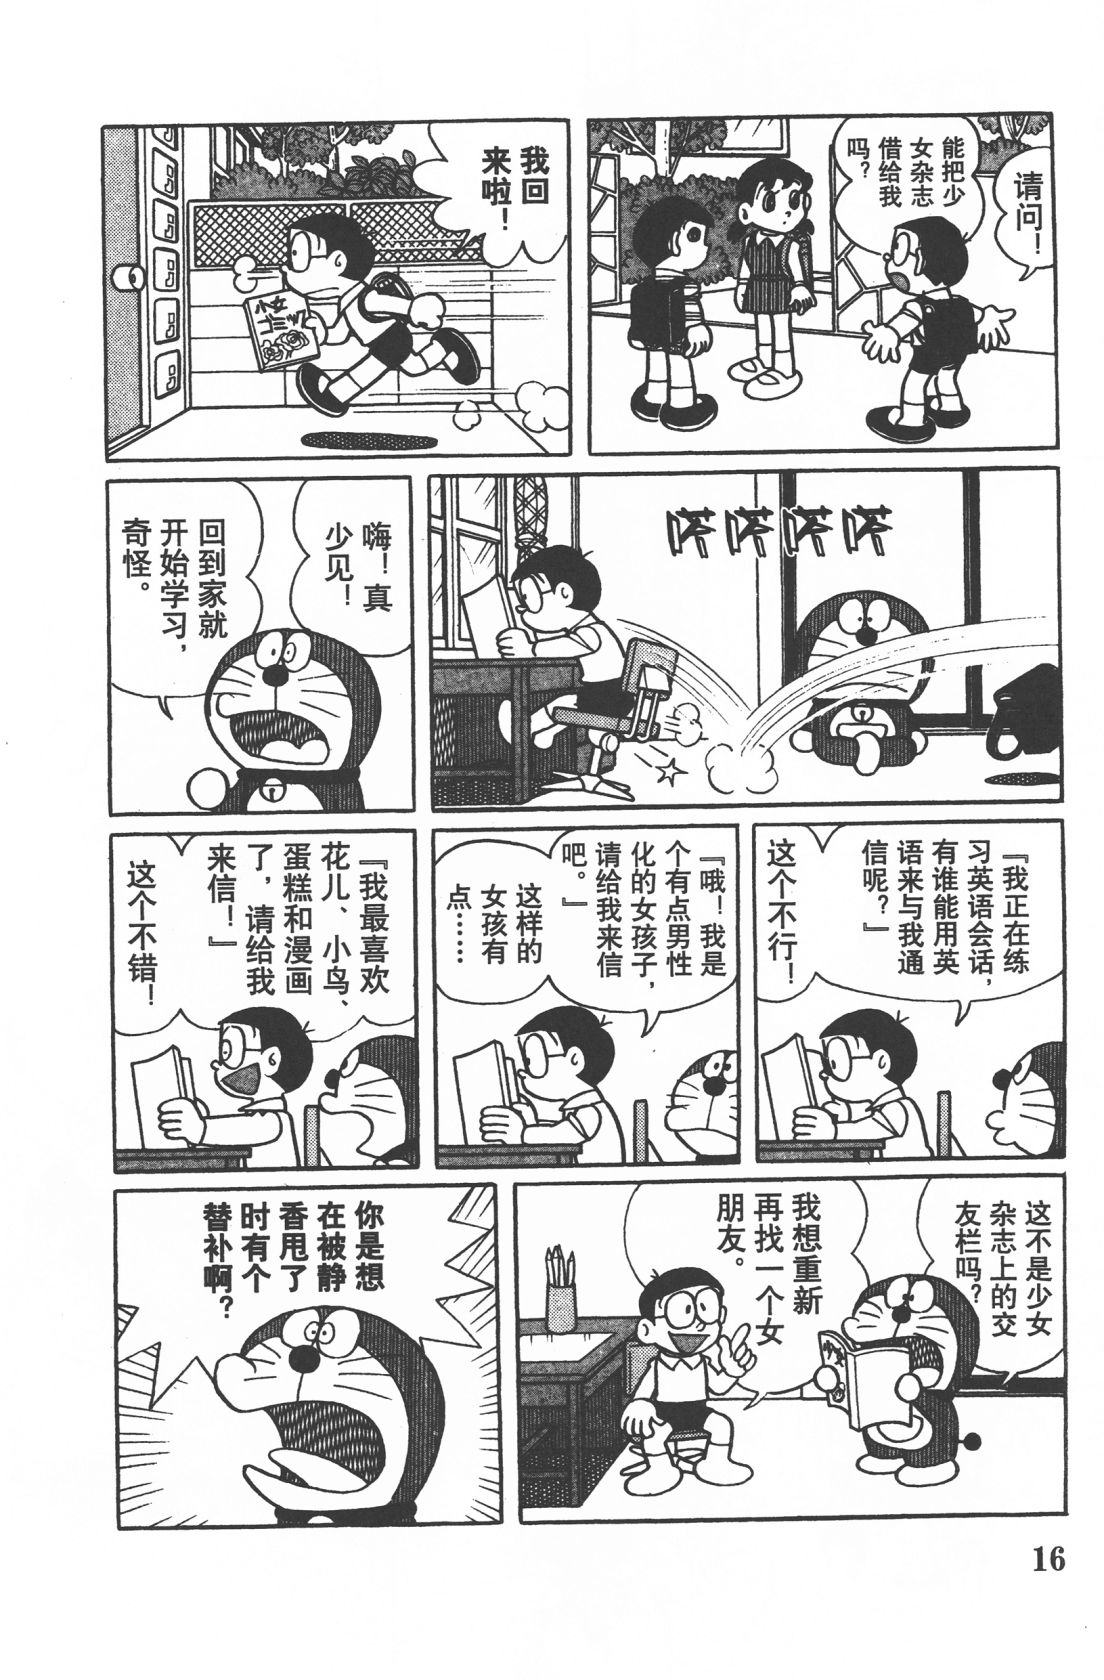 请问！
能把少
女杂志
借给我
吗？
我回
来啦！
少女
咚咚咚咚
嗨！真
少见！
回到家就
开始学习，
奇怪。
『我正在练
习英语会话，
有谁能用英
语来与我通
信呢？』
这个不行！
『哦！我是
个有点男性
化的女孩子，
请给我来信
吧。』
这样的
女孩有
点……
『我最喜欢
花儿、小鸟、
蛋糕和漫画
了，请给我
来信！』
这个不错！
这不是少女
杂志上的交
友栏吗？
我想重新
再找一个女
朋友。
少女
你是想
在被静
香甩了
时有个
替补啊？
16